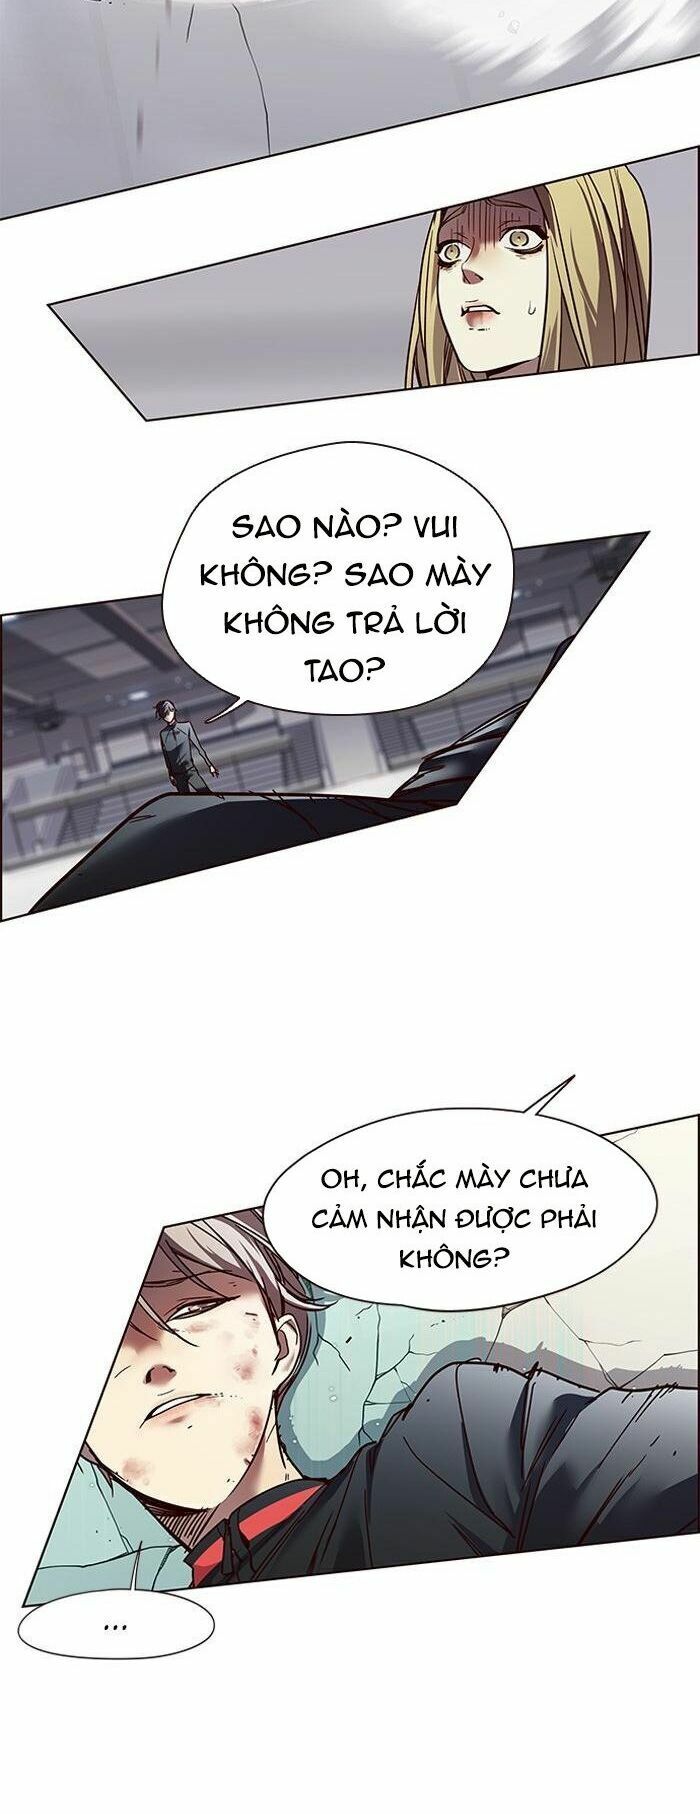 SAO NÀO? VUI
KHÔNG? SAO MÀY
KHÔNG TRẢ LỜI
TAO?
OH, CHẮC MÀY CHƯA
CẢM NHẬN ĐƯỢC PHẢI
KHÔNG?
...